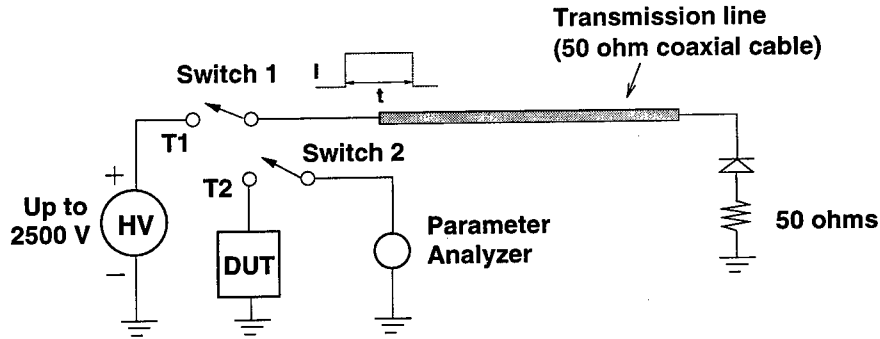 Transmission line
(50 ohm coaxial cable)
Switch 1
I
t
T1
Switch 2
T2
+
Up to
2500 V
HV
−
DUT
Parameter
Analyzer
50 ohms